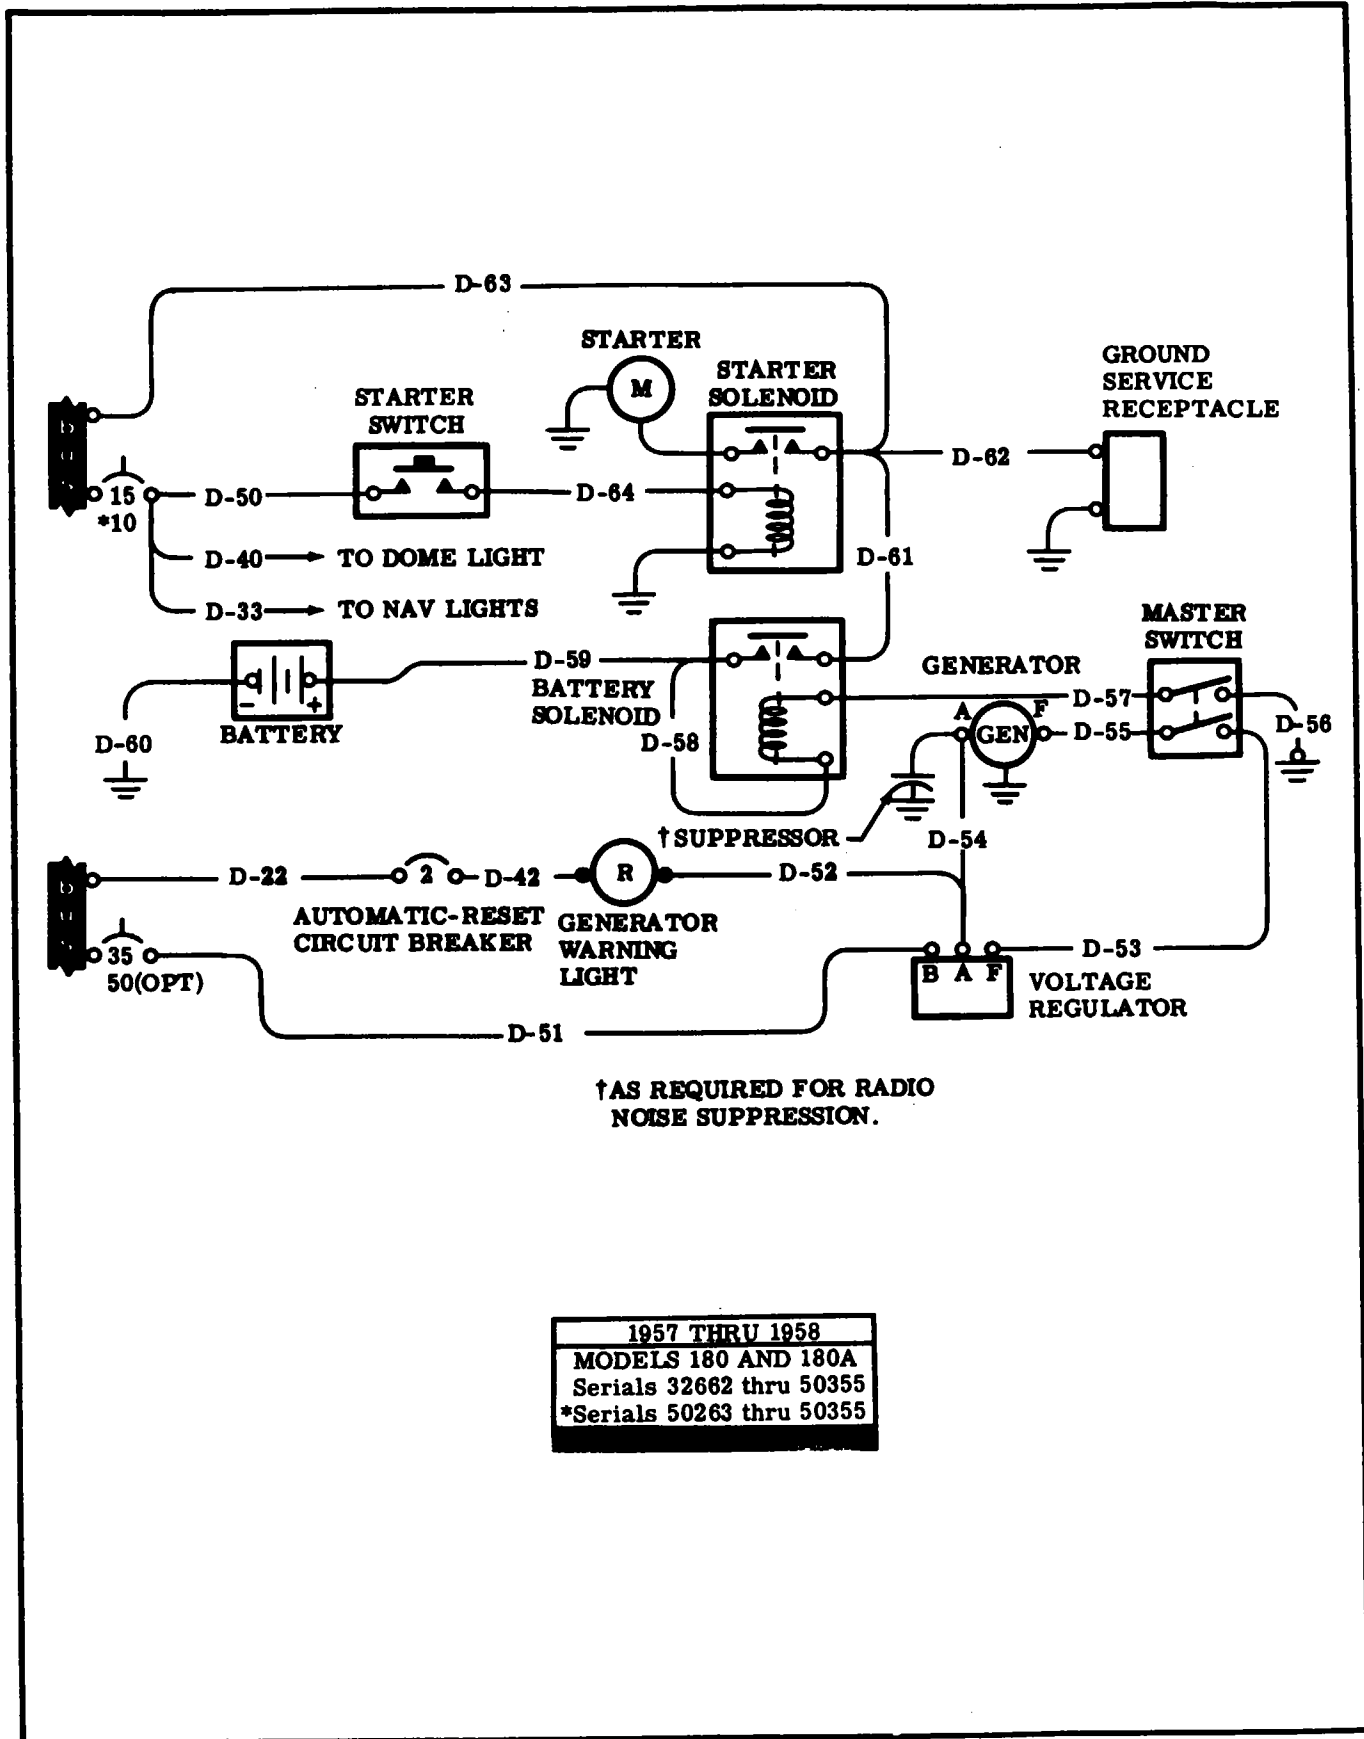 D-63
STARTER
M
STARTER
SOLENOID
GROUND
SERVICE
RECEPTACLE
STARTER
SWITCH
D-62
15
*10
D-50
D-64
D-40
TO DOME LIGHT
D-61
D-33
TO NAV LIGHTS
MASTER
SWITCH
D-59
BATTERY
SOLENOID
GENERATOR
- +
BATTERY
D-60
D-58
A
F
GEN
D-57
D-55
D-56
†SUPPRESSOR
D-54
D-22
2
D-42
R
D-52
AUTOMATIC-RESET
CIRCUIT BREAKER
GENERATOR
WARNING
LIGHT
35
50(OPT)
D-53
B A F
VOLTAGE
REGULATOR
D-51
†AS REQUIRED FOR RADIO
NOISE SUPPRESSION.
1957 THRU 1958
MODELS 180 AND 180A
Serials 32662 thru 50355
*Serials 50263 thru 50355